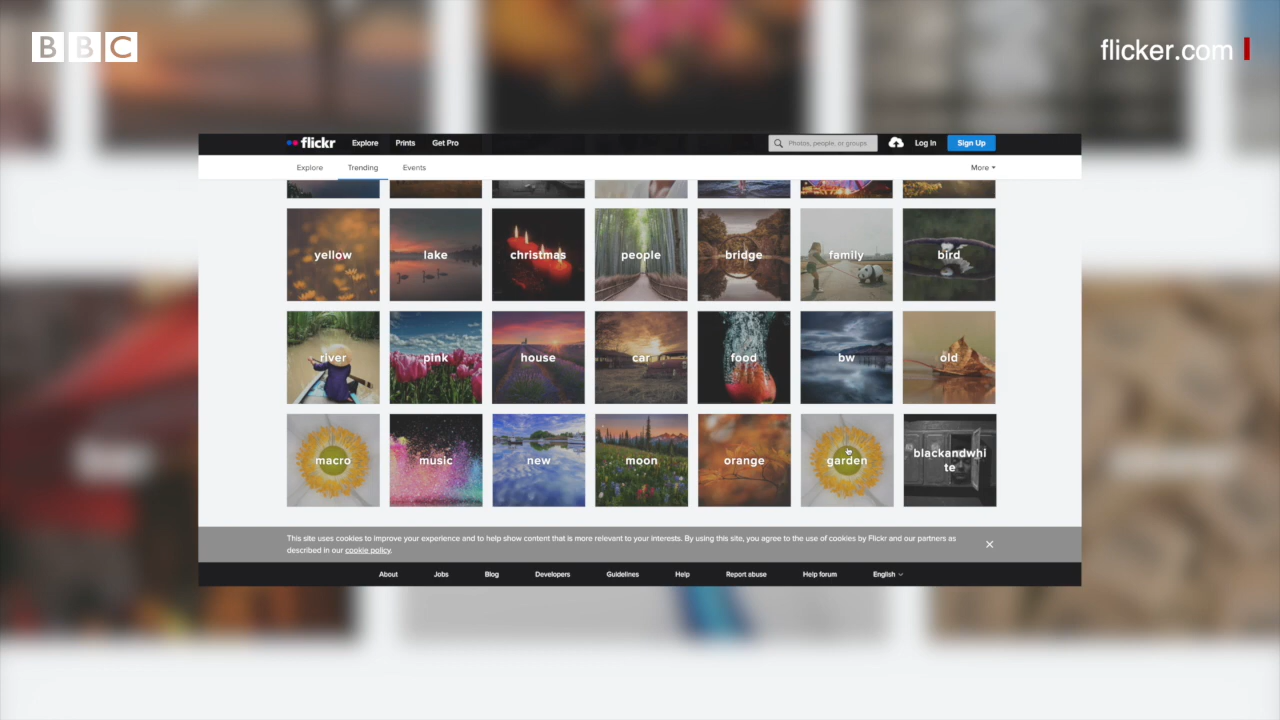 BBC
flicker.com
flickr Explore Prints Get Pro Photos, people, or groups Log In Sign Up
Explore Trending Events More
yellow lake christmas people bridge family bird
river pink house car food bw old
macro music new moon orange garden blackandwhi
te
This site uses cookies to improve your experience and to help show content that is more relevant to your interests. By using this site, you agree to the use of cookies by Flickr and our partners as
described in our cookie policy.
About Jobs Blog Developers Guidelines Help Report abuse Help forum English